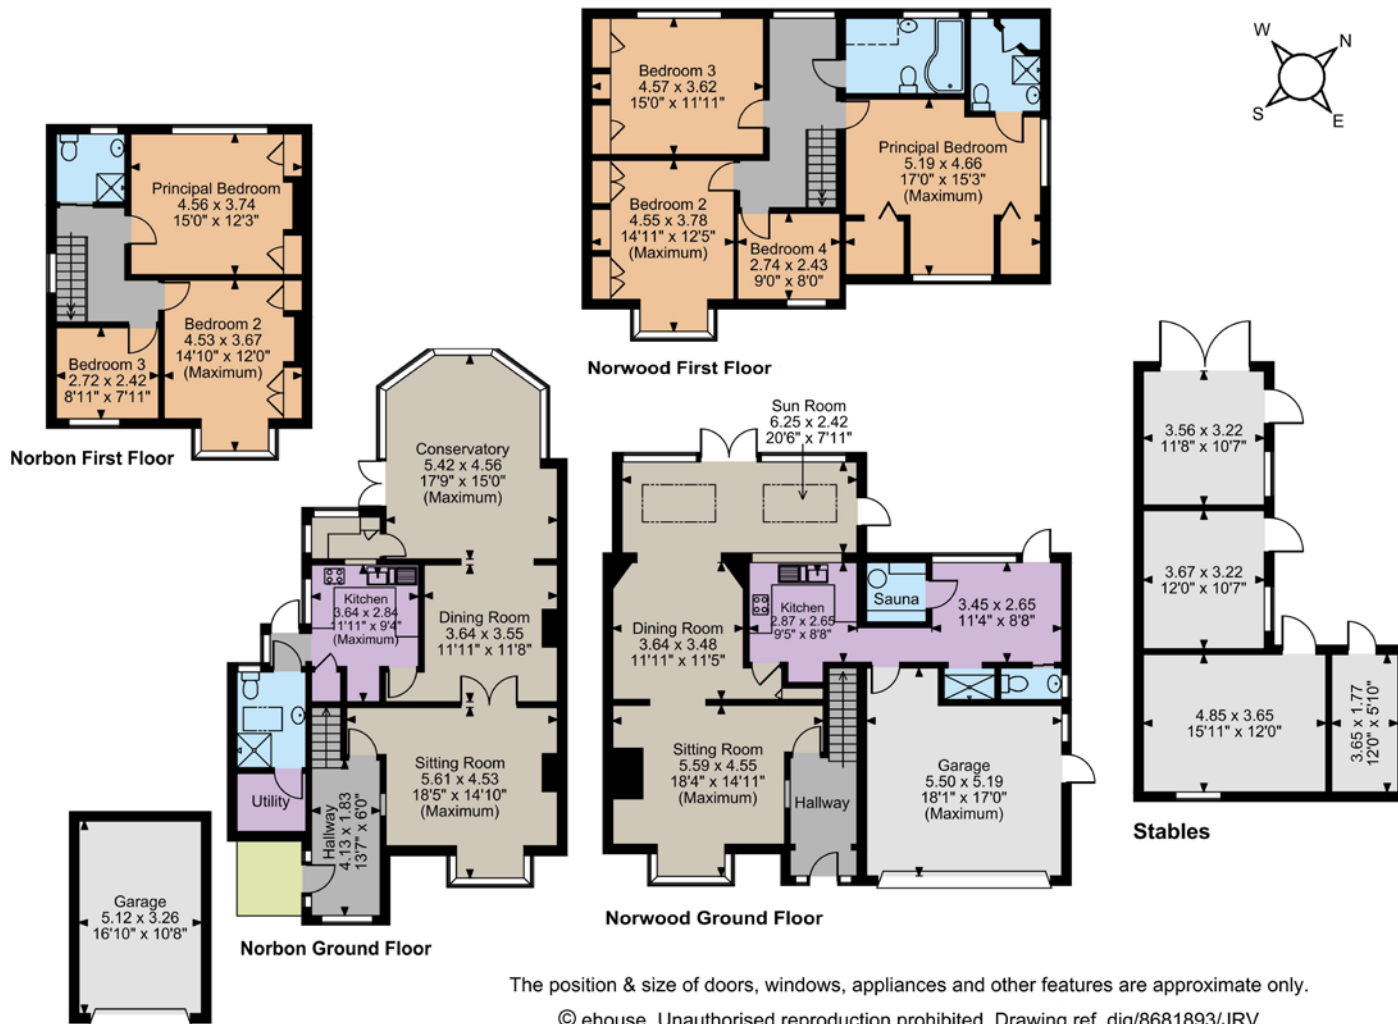 Bedroom 3
4.57 x 3.62
15'0" x 11'11"
Principal Bedroom
5.19 x 4.66
17'0" x 15'3"
(Maximum)
Bedroom 2
4.55 x 3.78
14'11" x 12'5"
(Maximum)
Bedroom 4
2.74 x 2.43
9'0" x 8'0"
Norwood First Floor
W
N
S
E
Principal Bedroom
4.56 x 3.74
15'0" x 12'3"
Bedroom 2
4.53 x 3.67
14'10" x 12'0"
(Maximum)
Bedroom 3
2.72 x 2.42
8'11" x 7'11"
Norbon First Floor
Conservatory
5.42 x 4.56
17'9" x 15'0"
(Maximum)
Kitchen
3.64 x 2.84
11'11" x 9'4"
(Maximum)
Dining Room
3.64 x 3.55
11'11" x 11'8"
Sitting Room
5.61 x 4.53
18'5" x 14'10"
(Maximum)
Utility
Hallway
4.13 x 1.83
13'7" x 6'0"
Garage
5.12 x 3.26
16'10" x 10'8"
Norbon Ground Floor
Sun Room
6.25 x 2.42
20'6" x 7'11"
Kitchen
2.87 x 2.65
9'5" x 8'8"
Sauna
3.45 x 2.65
11'4" x 8'8"
Dining Room
3.64 x 3.48
11'11" x 11'5"
Sitting Room
5.59 x 4.55
18'4" x 14'11"
(Maximum)
Hallway
Garage
5.50 x 5.19
18'1" x 17'0"
(Maximum)
Norwood Ground Floor
3.56 x 3.22
11'8" x 10'7"
3.67 x 3.22
12'0" x 10'7"
4.85 x 3.65
15'11" x 12'0"
3.65 x 1.77
12'0" x 5'10"
Stables
The position & size of doors, windows, appliances and other features are approximate only.
© ehouse. Unauthorised reproduction prohibited. Drawing ref. dig/8681893/JRV